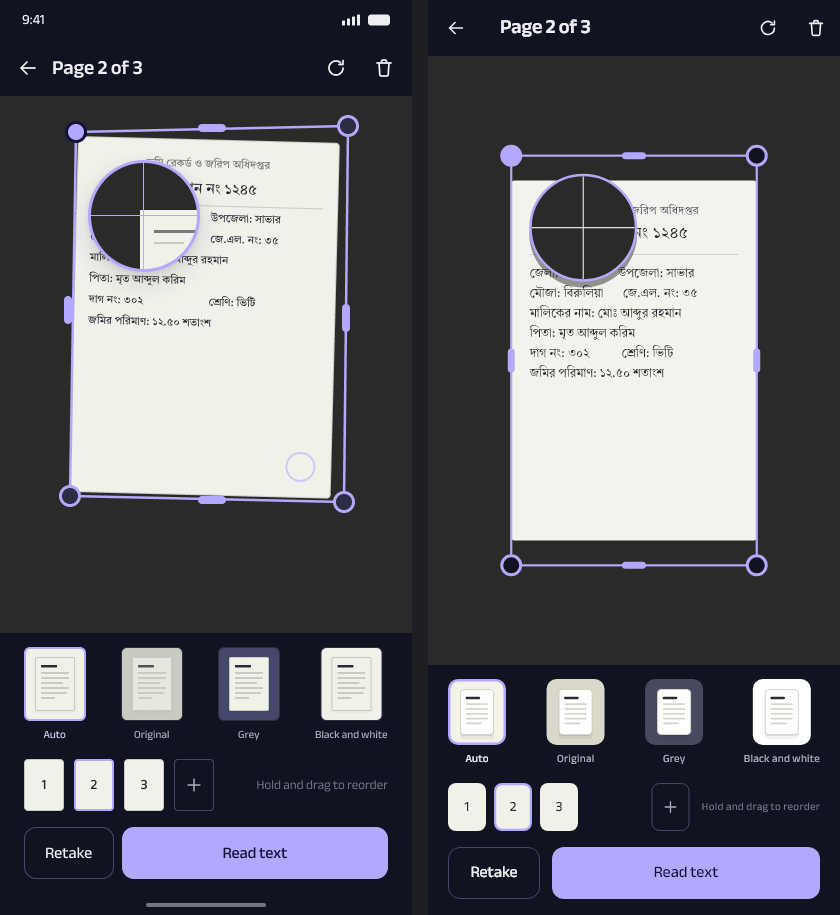 9:41
Page 2 of 3
রেকর্ড ও জরিপ অধিদপ্তর
নং ১২৪৫
উপজেলা: সাভার
জে.এল. নং: ৩৫
রহমান
পিতা: মৃত আব্দুল করিম
দাগ নং: ৩০২ শ্রেণি: ভিটি
জমির পরিমাণ: ১২.৫০ শতাংশ
Auto Original Grey Black and white
1 2 3 + Hold and drag to reorder
Retake Read text
Page 2 of 3
জরিপ অধিদপ্তর
নং ১২৪৫
জেলা: উপজেলা: সাভার
মৌজা: বিরুলিয়া জে.এল. নং: ৩৫
মালিকের নাম: মোঃ আব্দুর রহমান
পিতা: মৃত আব্দুল করিম
দাগ নং: ৩০২ শ্রেণি: ভিটি
জমির পরিমাণ: ১২.৫০ শতাংশ
Auto Original Grey Black and white
1 2 3 + Hold and drag to reorder
Retake Read text